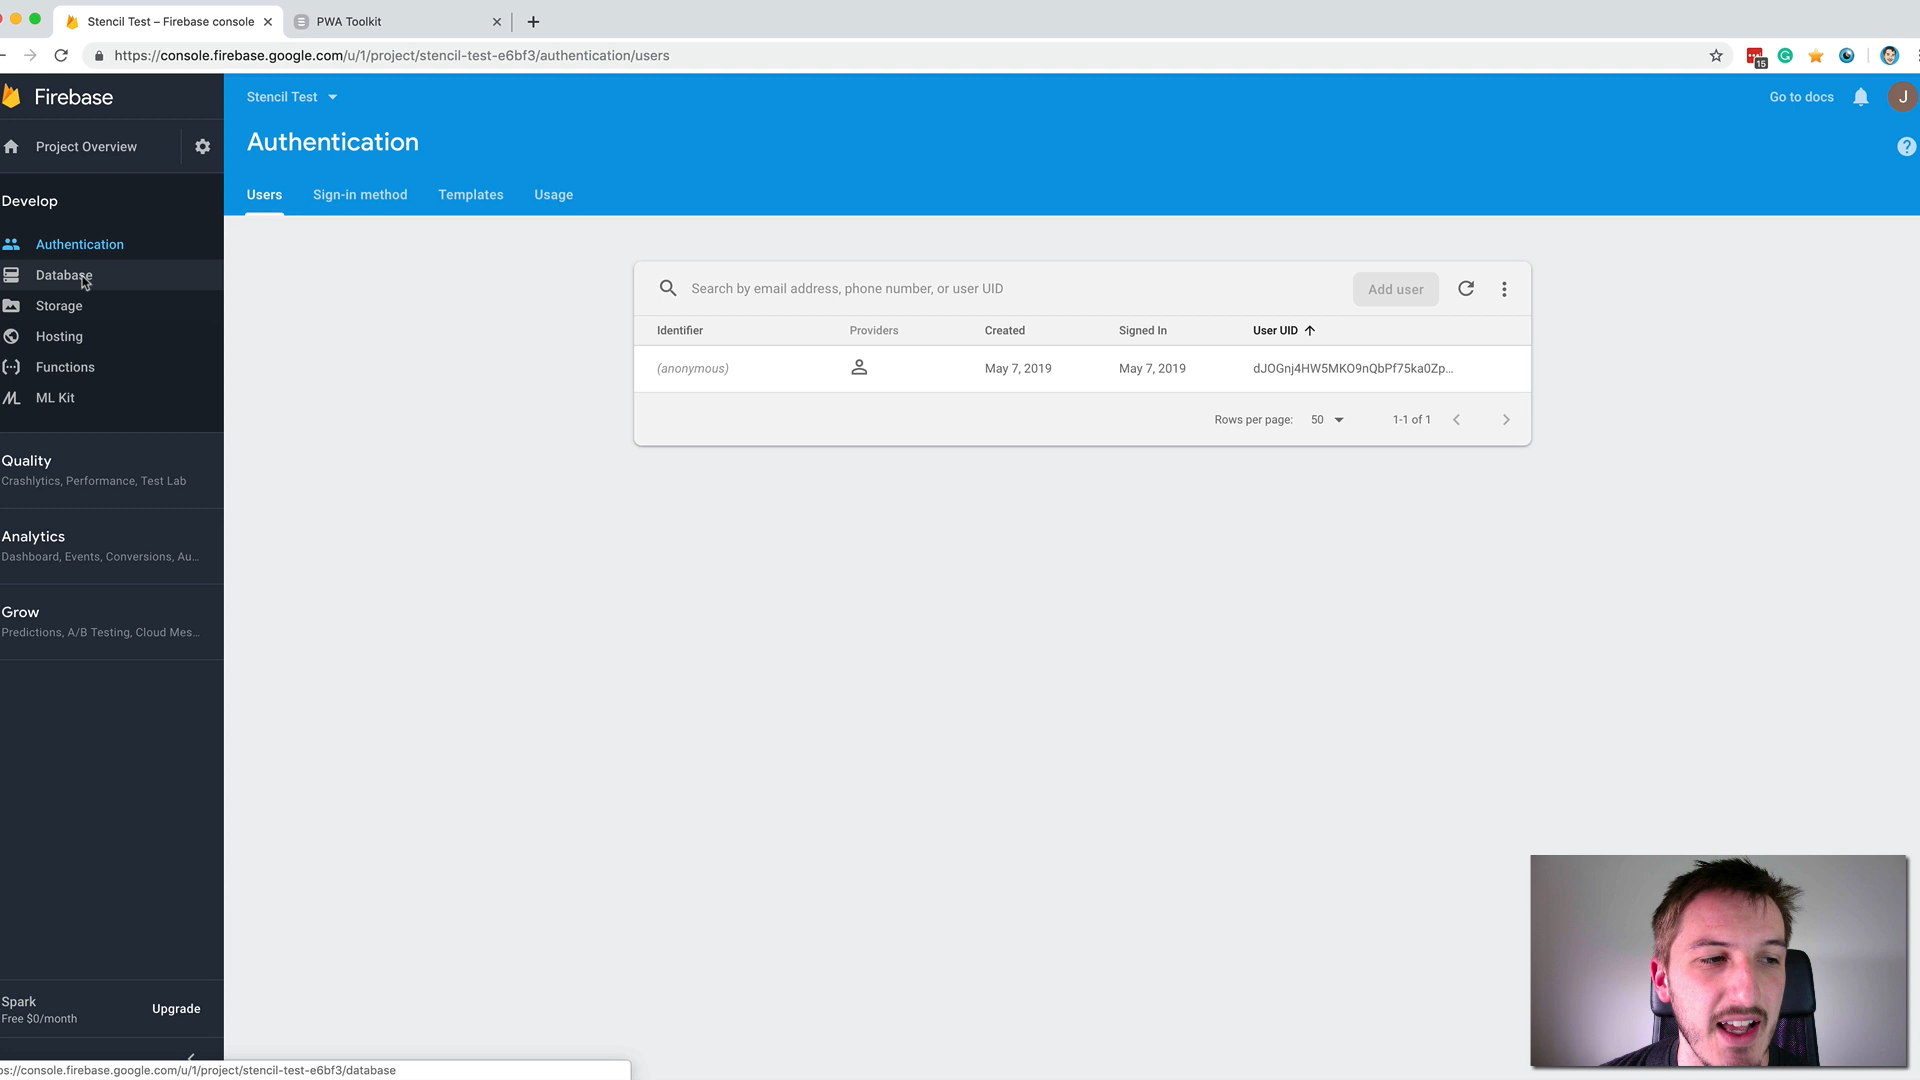 Stencil Test – Firebase console
PWA Toolkit
https://console.firebase.google.com/u/1/project/stencil-test-e6bf3/authentication/users
15
Firebase
Stencil Test
Go to docs
J
Project Overview
Authentication
?
Users
Sign-in method
Templates
Usage
Develop
Authentication
Database
Storage
Hosting
Functions
ML Kit
Search by email address, phone number, or user UID
Add user
Identifier
Providers
Created
Signed In
User UID
(anonymous)
May 7, 2019
May 7, 2019
dJOGnj4HW5MKO9nQbPf75ka0Zp...
Rows per page:
50
1-1 of 1
Quality
Crashlytics, Performance, Test Lab
Analytics
Dashboard, Events, Conversions, Au...
Grow
Predictions, A/B Testing, Cloud Mes...
Spark
Free $0/month
Upgrade
ps://console.firebase.google.com/u/1/project/stencil-test-e6bf3/database